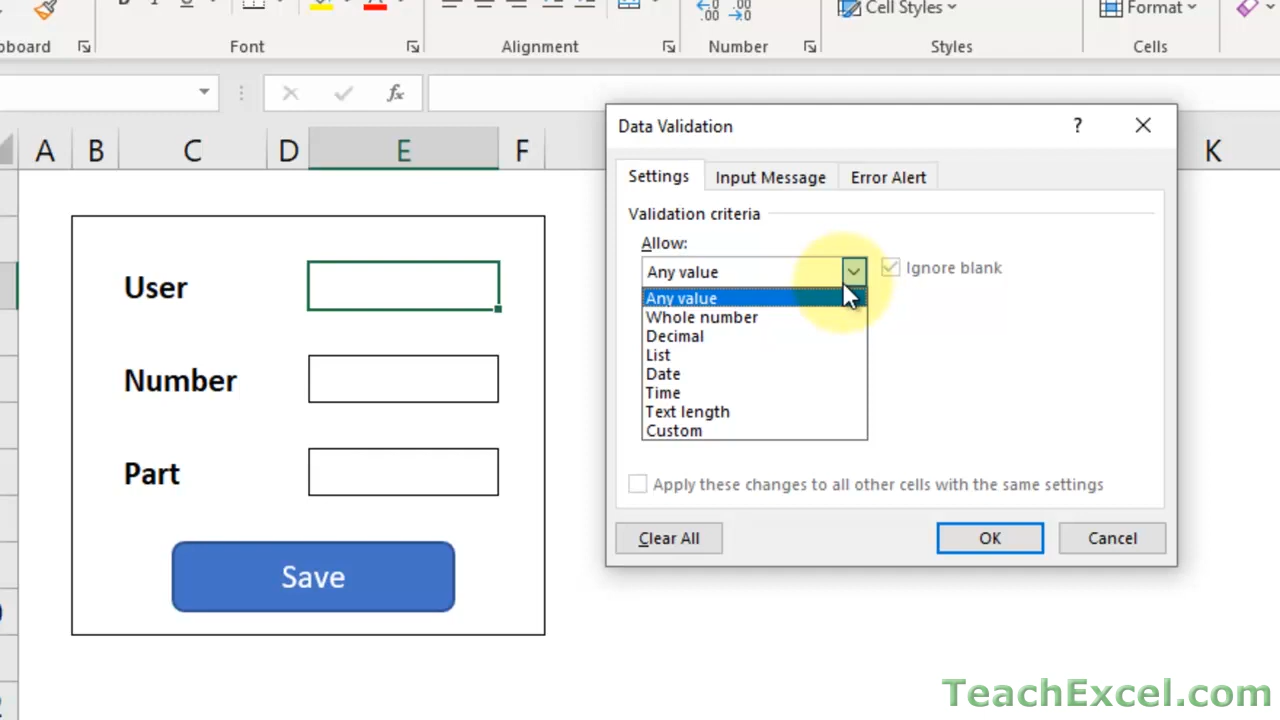 Cell Styles
Format
pboard
Font
Alignment
Number
Styles
Cells
fx
A B C D E F K
Data Validation ?
Settings Input Message Error Alert
Validation criteria
Allow:
Any value Ignore blank
Any value
Whole number
Decimal
List
Date
Time
Text length
Custom
Apply these changes to all other cells with the same settings
Clear All OK Cancel
User
Number
Part
Save
TeachExcel.com